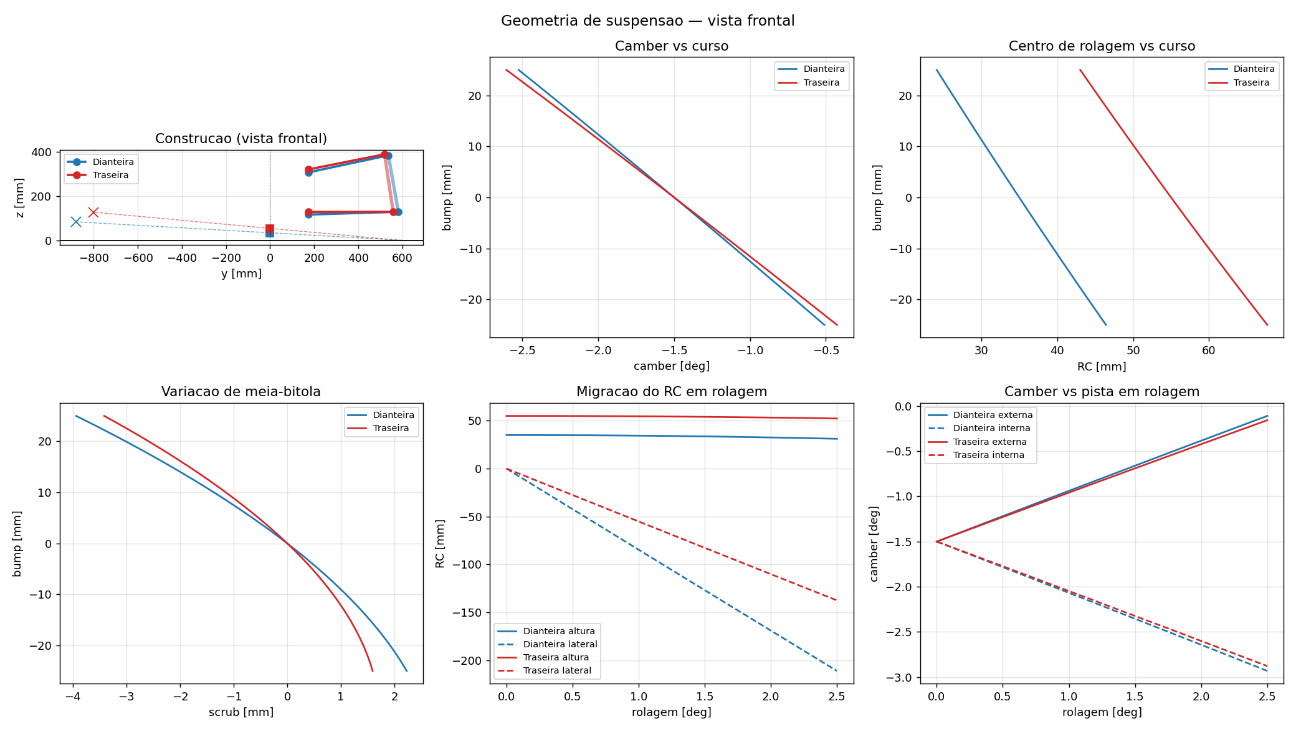 Geometria de suspensao — vista frontal
Construcao (vista frontal)
Dianteira
Traseira
400
200
0
z [mm]
−800
−600
−400
−200
0
200
400
600
y [mm]
Camber vs curso
Dianteira
Traseira
20
10
0
−10
−20
bump [mm]
−2.5
−2.0
−1.5
−1.0
−0.5
camber [deg]
Centro de rolagem vs curso
Dianteira
Traseira
20
10
0
−10
−20
bump [mm]
30
40
50
60
RC [mm]
Variacao de meia-bitola
Dianteira
Traseira
20
10
0
−10
−20
bump [mm]
−4
−3
−2
−1
0
1
2
scrub [mm]
Migracao do RC em rolagem
50
0
−50
−100
−150
−200
RC [mm]
Dianteira altura
Dianteira lateral
Traseira altura
Traseira lateral
0.0
0.5
1.0
1.5
2.0
2.5
rolagem [deg]
Camber vs pista em rolagem
Dianteira externa
Dianteira interna
Traseira externa
Traseira interna
0.0
−0.5
−1.0
−1.5
−2.0
−2.5
−3.0
camber [deg]
0.0
0.5
1.0
1.5
2.0
2.5
rolagem [deg]